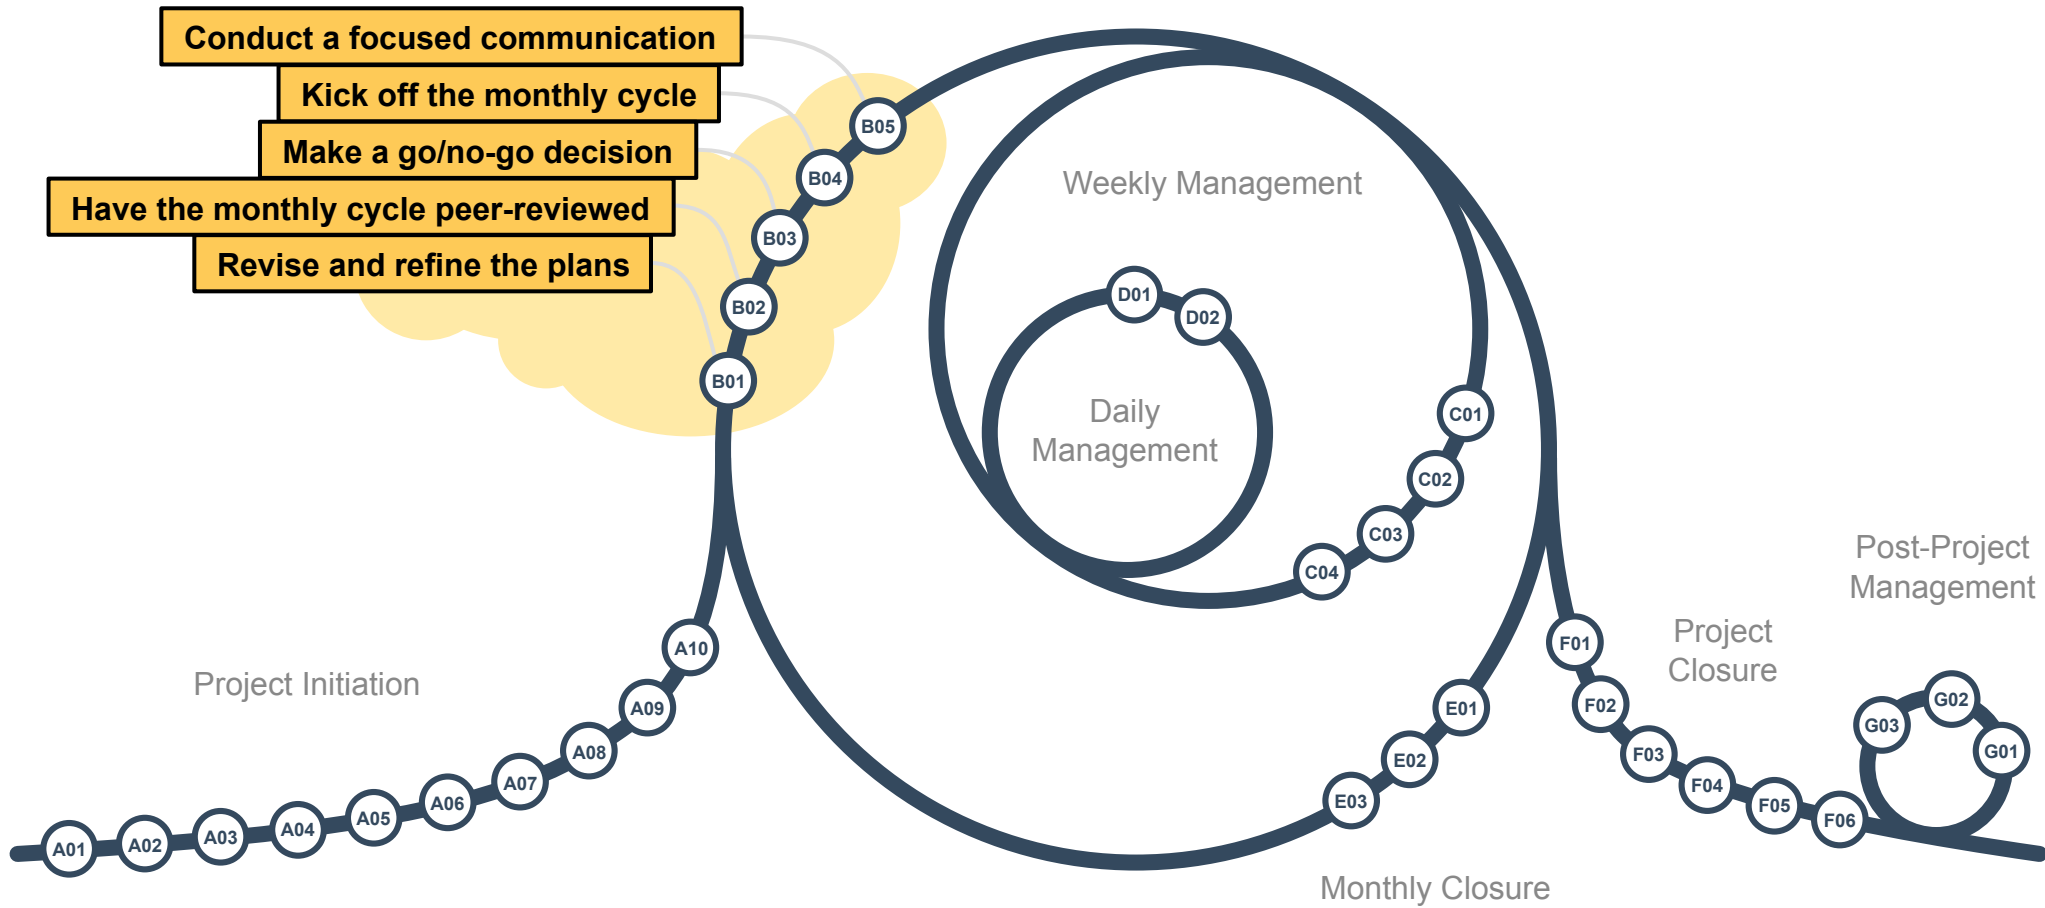 Conduct a focused communication
Kick off the monthly cycle
Make a go/no-go decision
Have the monthly cycle peer-reviewed
Revise and refine the plans
B05
B04
B03
B02
B01
Weekly Management
D01
D02
Daily
Management
C01
C02
C03
C04
Project Initiation
A01
A02
A03
A04
A05
A06
A07
A08
A09
A10
E01
E02
E03
Monthly Closure
F01
F02
F03
F04
F05
F06
Project
Closure
Post-Project
Management
G03
G02
G01